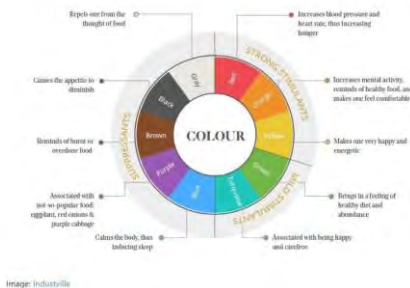 Repels one from the
thought of food
Increases blood pressure and
heart rate, thus Increasing
hunger
Causes the appetite to
diminish
Increases mental activity,
reminds of healthy food, an
makes one feel comfortable
Reminds of burnt or
overdone food
Makes one very happy and
energetic
Associated with
not-so-popular food:
eggplant, red onions &
purple cabbage
Brings in a feeling of
healthy diet and
abundance
Calms the body, thus
inducing sleep
Associated with being happy
and carefree
STRONG STIMULANTS
MILD STIMULANTS
SUPPRESSANTS
Gray
Red
Orange
Yellow
Green
Turquoise
Blue
Purple
Brown
Black
COLOUR
Image: Industville